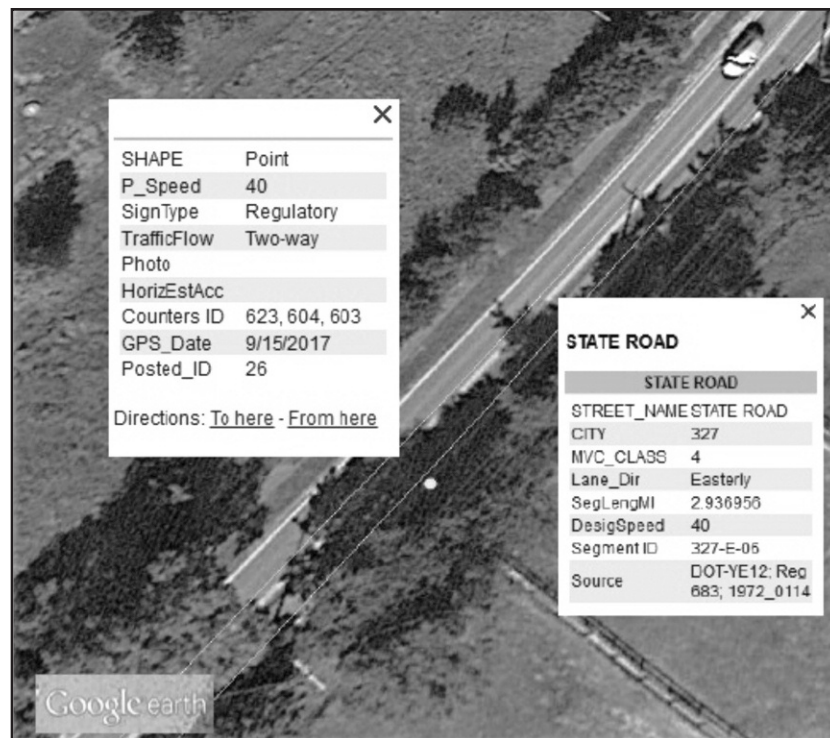 SHAPE Point
P_Speed 40
SignType Regulatory
TrafficFlow Two-way
Photo
HorizEstAcc
Counters ID 623, 604, 603
GPS_Date 9/15/2017
Posted_ID 26
Directions: To here - From here
STATE ROAD
STATE ROAD
STREET_NAME STATE ROAD
CITY 327
MVC_CLASS 4
Lane_Dir Easterly
SegLengMI 2.936956
DesigSpeed 40
Segment ID 327-E-06
Source DOT-YE12; Reg
683; 1972_0114
Google earth